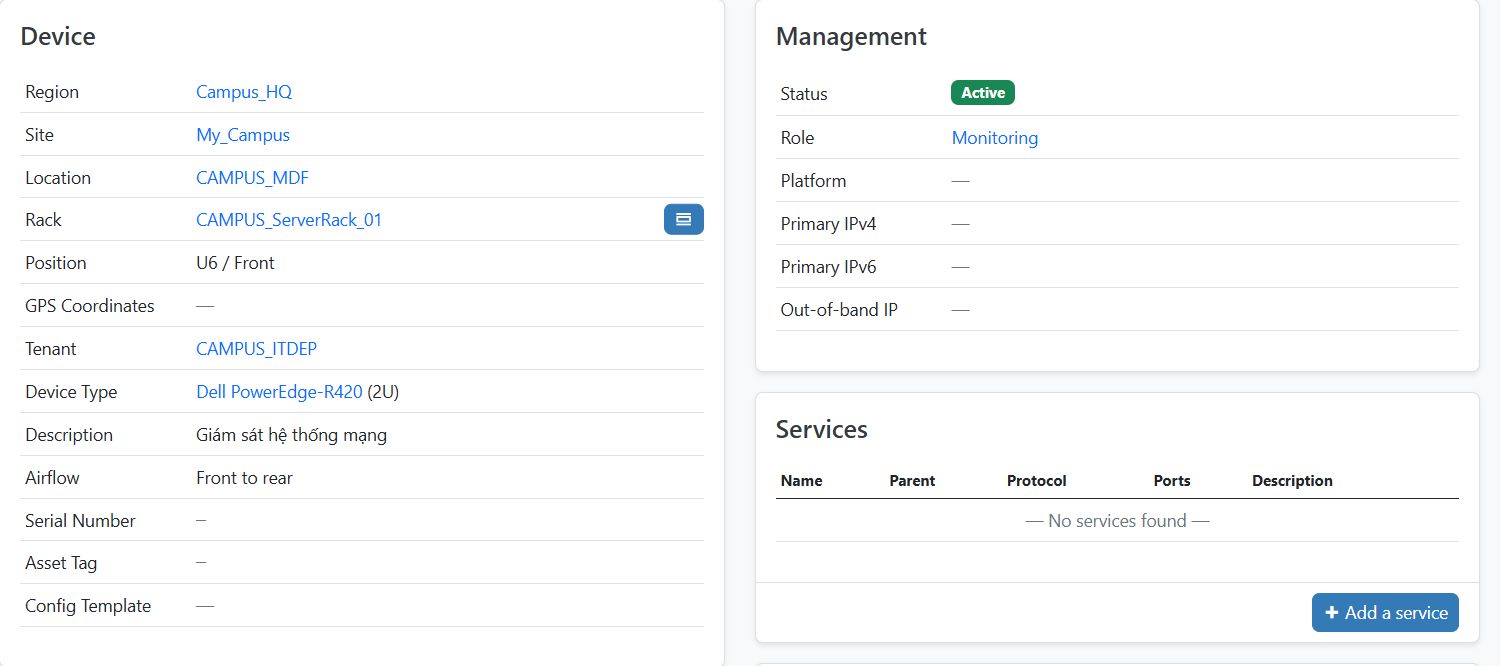 Device
Region Campus_HQ
Site My_Campus
Location CAMPUS_MDF
Rack CAMPUS_ServerRack_01
Position U6 / Front
GPS Coordinates —
Tenant CAMPUS_ITDEP
Device Type Dell PowerEdge-R420 (2U)
Description Giám sát hệ thống mạng
Airflow Front to rear
Serial Number –
Asset Tag –
Config Template —
Management
Status Active
Role Monitoring
Platform —
Primary IPv4 —
Primary IPv6 —
Out-of-band IP —
Services
Name Parent Protocol Ports Description
— No services found —
+ Add a service